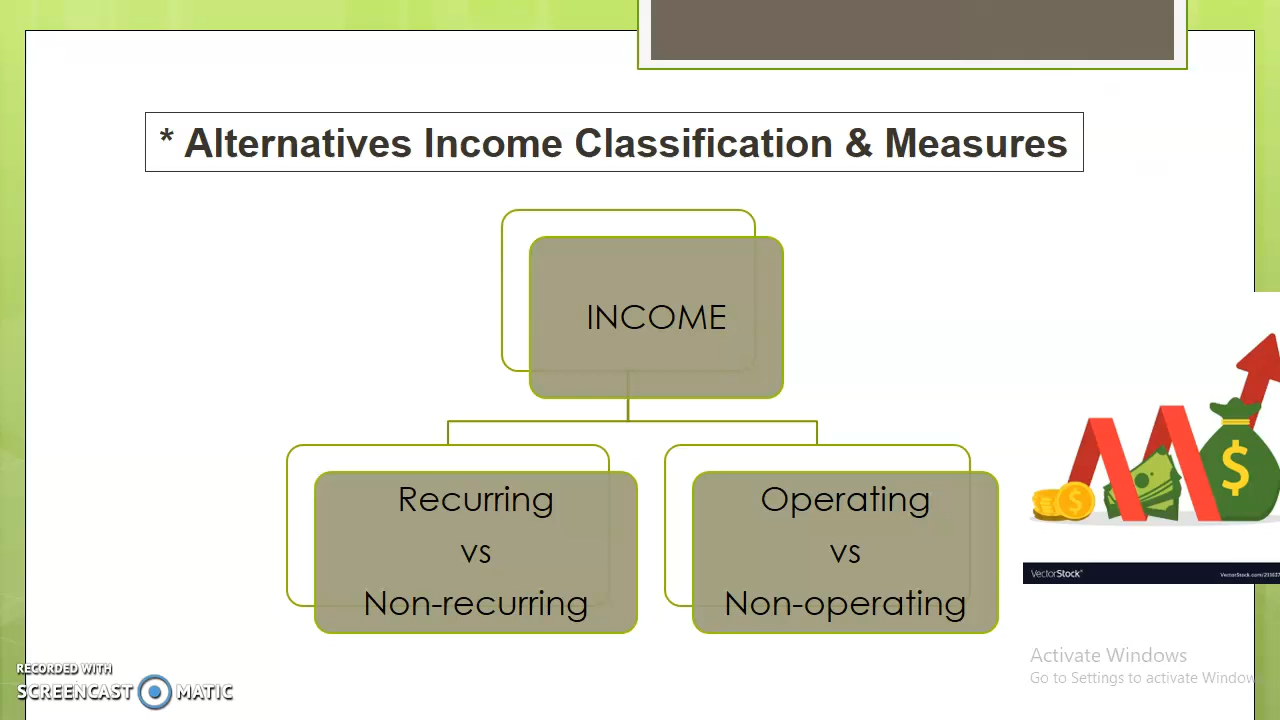 * Alternatives Income Classification & Measures
INCOME
Recurring
vs
Non-recurring
Operating
vs
Non-operating
$
$
VectorStock®
Activate Windows
Go to Settings to activate Window
RECORDED WITH
SCREENCAST MATIC